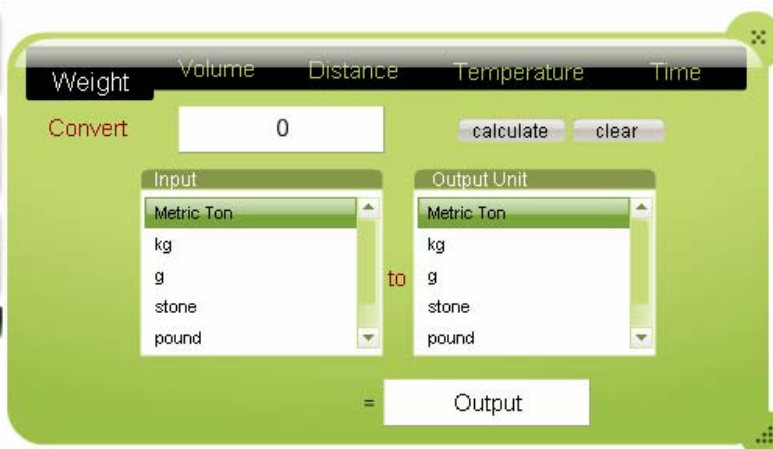 Weight Volume Distance Temperature Time
Convert 0 calculate clear
Input Output Unit
Metric Ton Metric Ton
kg kg
g to g
stone stone
pound pound
= Output